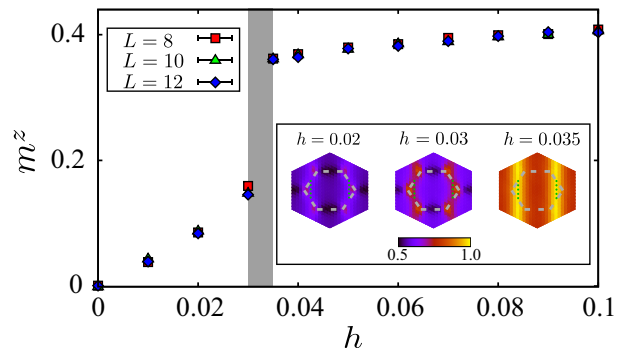 0.4
0.2
0
m^z
L = 8
L = 10
L = 12
h = 0.02 h = 0.03 h = 0.035
0.5 1.0
0 0.02 0.04 0.06 0.08 0.1
h